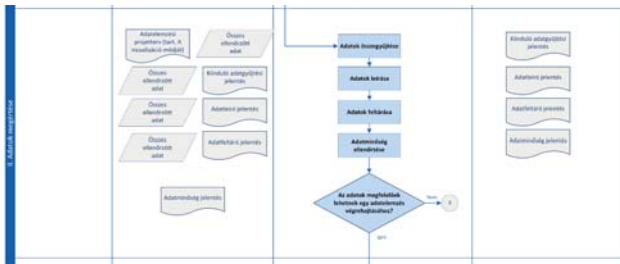 II. Adatok megértése
Adatelemzési
projektterv (tart. A
vizualizáció módját)
Összes
ellenőrzött
adat
Összes
ellenőrzött
adat
Kiinduló adatgyűjtési
jelentés
Összes
ellenőrzött
adat
Adatleíró jelentés
Összes
ellenőrzött
adat
Adatfeltáró jelentés
Adatminőség jelentés
Adatok összegyűjtése
Adatok leírása
Adatok feltárása
Adatminőség
ellenőrzése
Az adatok megfelelőek
lehetnek egy adatelemzés
végrehajtásához?
Nem
Igen
Kiinduló adatgyűjtési
jelentés
Adatleíró jelentés
Adatfeltáró jelentés
Adatminőség jelentés